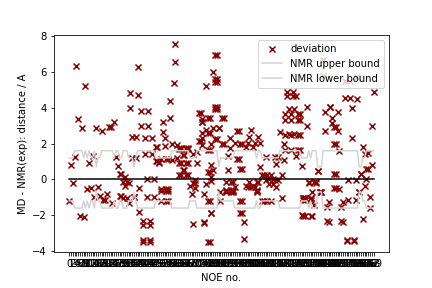 deviation
NMR upper bound
NMR lower bound
MD - NMR(exp): distance / A
8
6
4
2
0
−2
−4
NOE no.